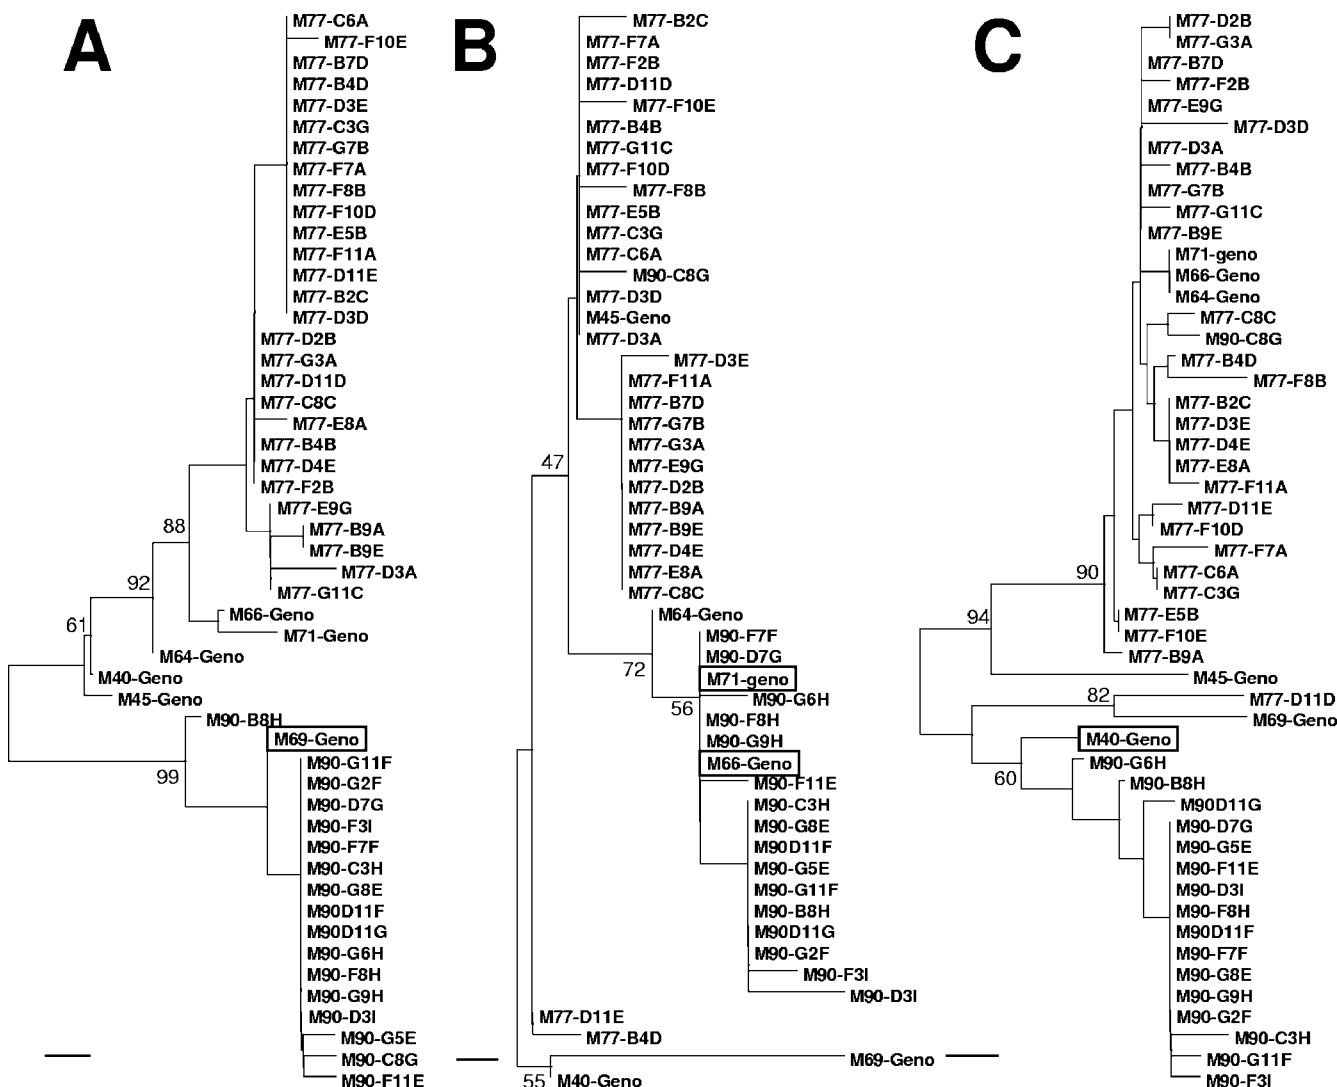 A
M77-C6A
M77-F10E
M77-B7D
M77-B4D
M77-D3E
M77-C3G
M77-G7B
M77-F7A
M77-F8B
M77-F10D
M77-E5B
M77-F11A
M77-D11E
M77-B2C
M77-D3D
M77-D2B
M77-G3A
M77-D11D
M77-C8C
M77-E8A
M77-B4B
M77-D4E
M77-F2B
M77-E9G
88
M77-B9A
M77-B9E
M77-D3A
92
M77-G11C
M66-Geno
61
M71-Geno
M64-Geno
M40-Geno
M45-Geno
M90-B8H
M69-Geno
M90-G11F
99
M90-G2F
M90-D7G
M90-F3I
M90-F7F
M90-C3H
M90-G8E
M90D11F
M90D11G
M90-G6H
M90-F8H
M90-G9H
M90-D3I
M90-G5E
M90-C8G
M90-F11E
B
M77-B2C
M77-F7A
M77-F2B
M77-D11D
M77-F10E
M77-B4B
M77-G11C
M77-F10D
M77-F8B
M77-E5B
M77-C3G
M77-C6A
M90-C8G
M77-D3D
M45-Geno
M77-D3A
M77-D3E
M77-F11A
M77-B7D
M77-G7B
M77-G3A
47
M77-E9G
M77-D2B
M77-B9A
M77-B9E
M77-D4E
M77-E8A
M77-C8C
M64-Geno
M90-F7F
M90-D7G
72
M71-geno
M90-G6H
56
M90-F8H
M90-G9H
M66-Geno
M90-F11E
M90-C3H
M90-G8E
M90D11F
M90-G5E
M90-G11F
M90-B8H
M90D11G
M90-G2F
M90-F3I
M90-D3I
M77-D11E
M77-B4D
M69-Geno
55
M40-Geno
C
M77-D2B
M77-G3A
M77-B7D
M77-F2B
M77-E9G
M77-D3D
M77-D3A
M77-B4B
M77-G7B
M77-G11C
M77-B9E
M71-geno
M66-Geno
M64-Geno
M77-C8C
M90-C8G
M77-B4D
M77-F8B
M77-B2C
M77-D3E
M77-D4E
M77-E8A
M77-F11A
M77-D11E
M77-F10D
M77-F7A
90
M77-C6A
M77-C3G
94
M77-E5B
M77-F10E
M77-B9A
M45-Geno
82
M77-D11D
M69-Geno
M40-Geno
M90-G6H
60
M90-B8H
M90D11G
M90-D7G
M90-G5E
M90-F11E
M90-D3I
M90-F8H
M90D11F
M90-F7F
M90-G8E
M90-G9H
M90-G2F
M90-C3H
M90-G11F
M90-F3I